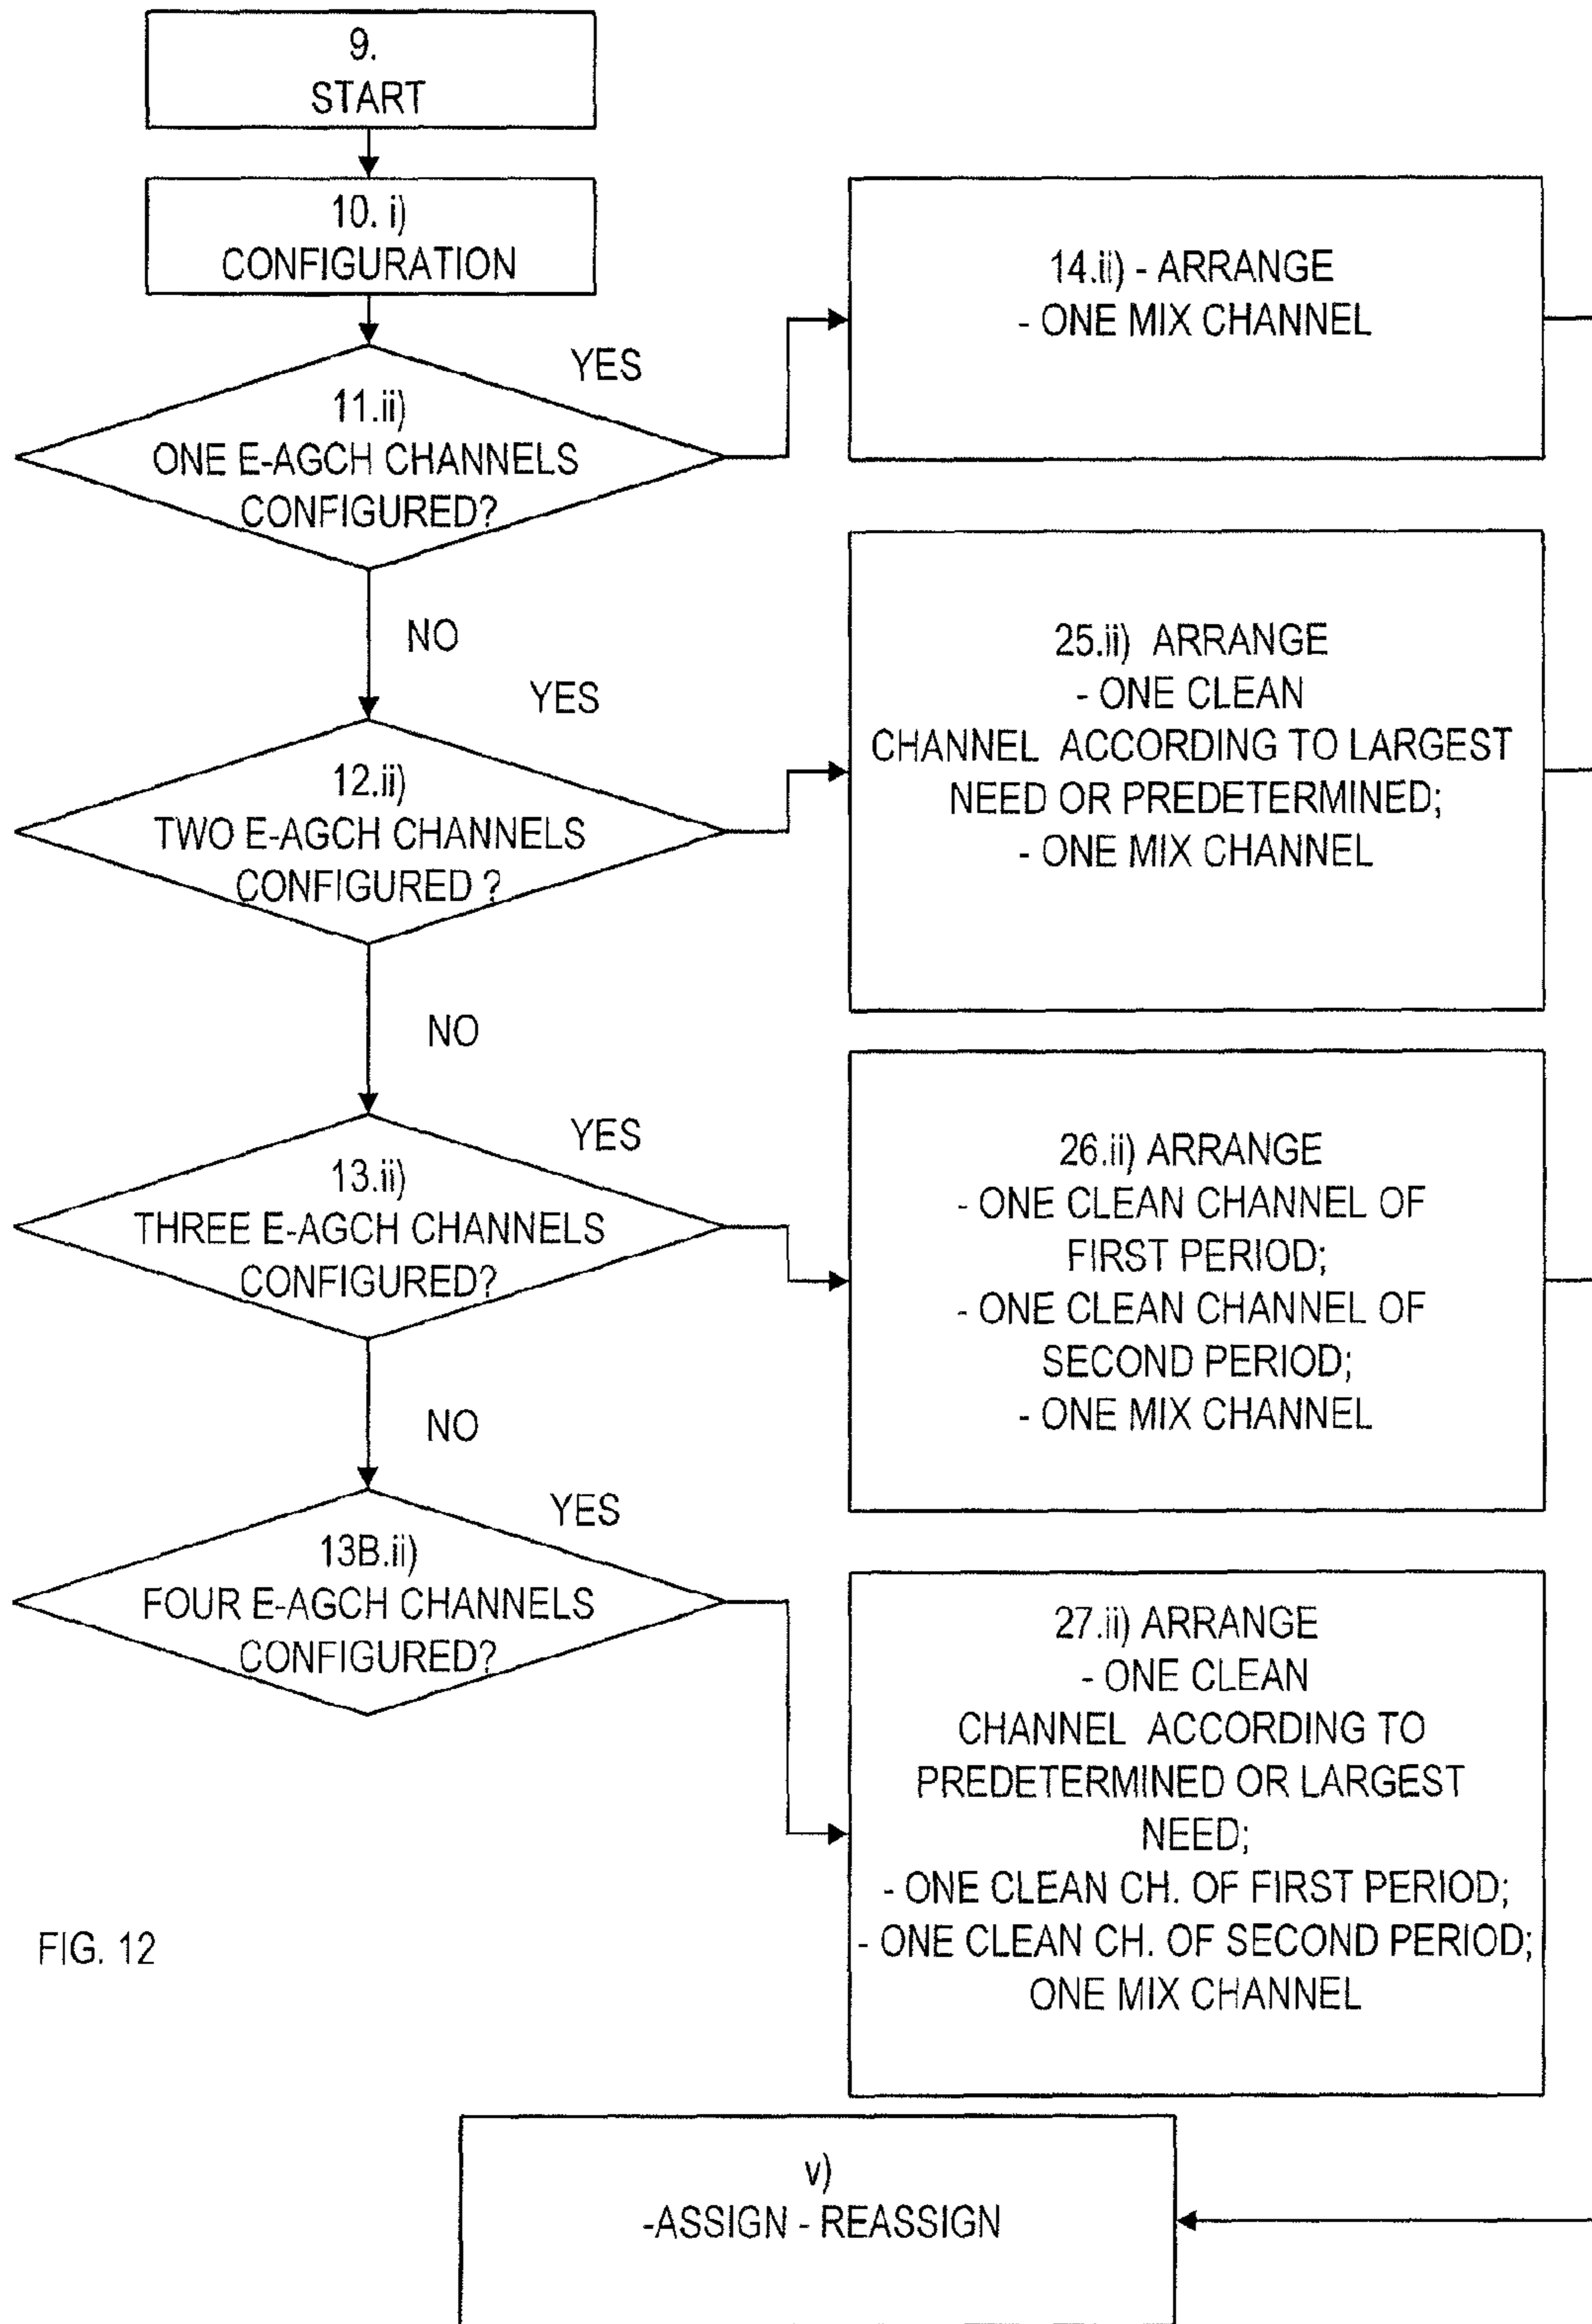 9.
START
10. i)
CONFIGURATION
YES
11.ii)
ONE E-AGCH CHANNELS
CONFIGURED?
14.ii) - ARRANGE
- ONE MIX CHANNEL
NO
YES
12.ii)
TWO E-AGCH CHANNELS
CONFIGURED ?
25.ii) ARRANGE
- ONE CLEAN
CHANNEL ACCORDING TO LARGEST
NEED OR PREDETERMINED;
- ONE MIX CHANNEL
NO
YES
13.ii)
THREE E-AGCH CHANNELS
CONFIGURED?
26.ii) ARRANGE
- ONE CLEAN CHANNEL OF
FIRST PERIOD;
- ONE CLEAN CHANNEL OF
SECOND PERIOD;
- ONE MIX CHANNEL
NO
YES
13B.ii)
FOUR E-AGCH CHANNELS
CONFIGURED?
27.ii) ARRANGE
- ONE CLEAN
CHANNEL ACCORDING TO
PREDETERMINED OR LARGEST
NEED;
- ONE CLEAN CH. OF FIRST PERIOD;
- ONE CLEAN CH. OF SECOND PERIOD;
ONE MIX CHANNEL
FIG. 12
v)
-ASSIGN - REASSIGN